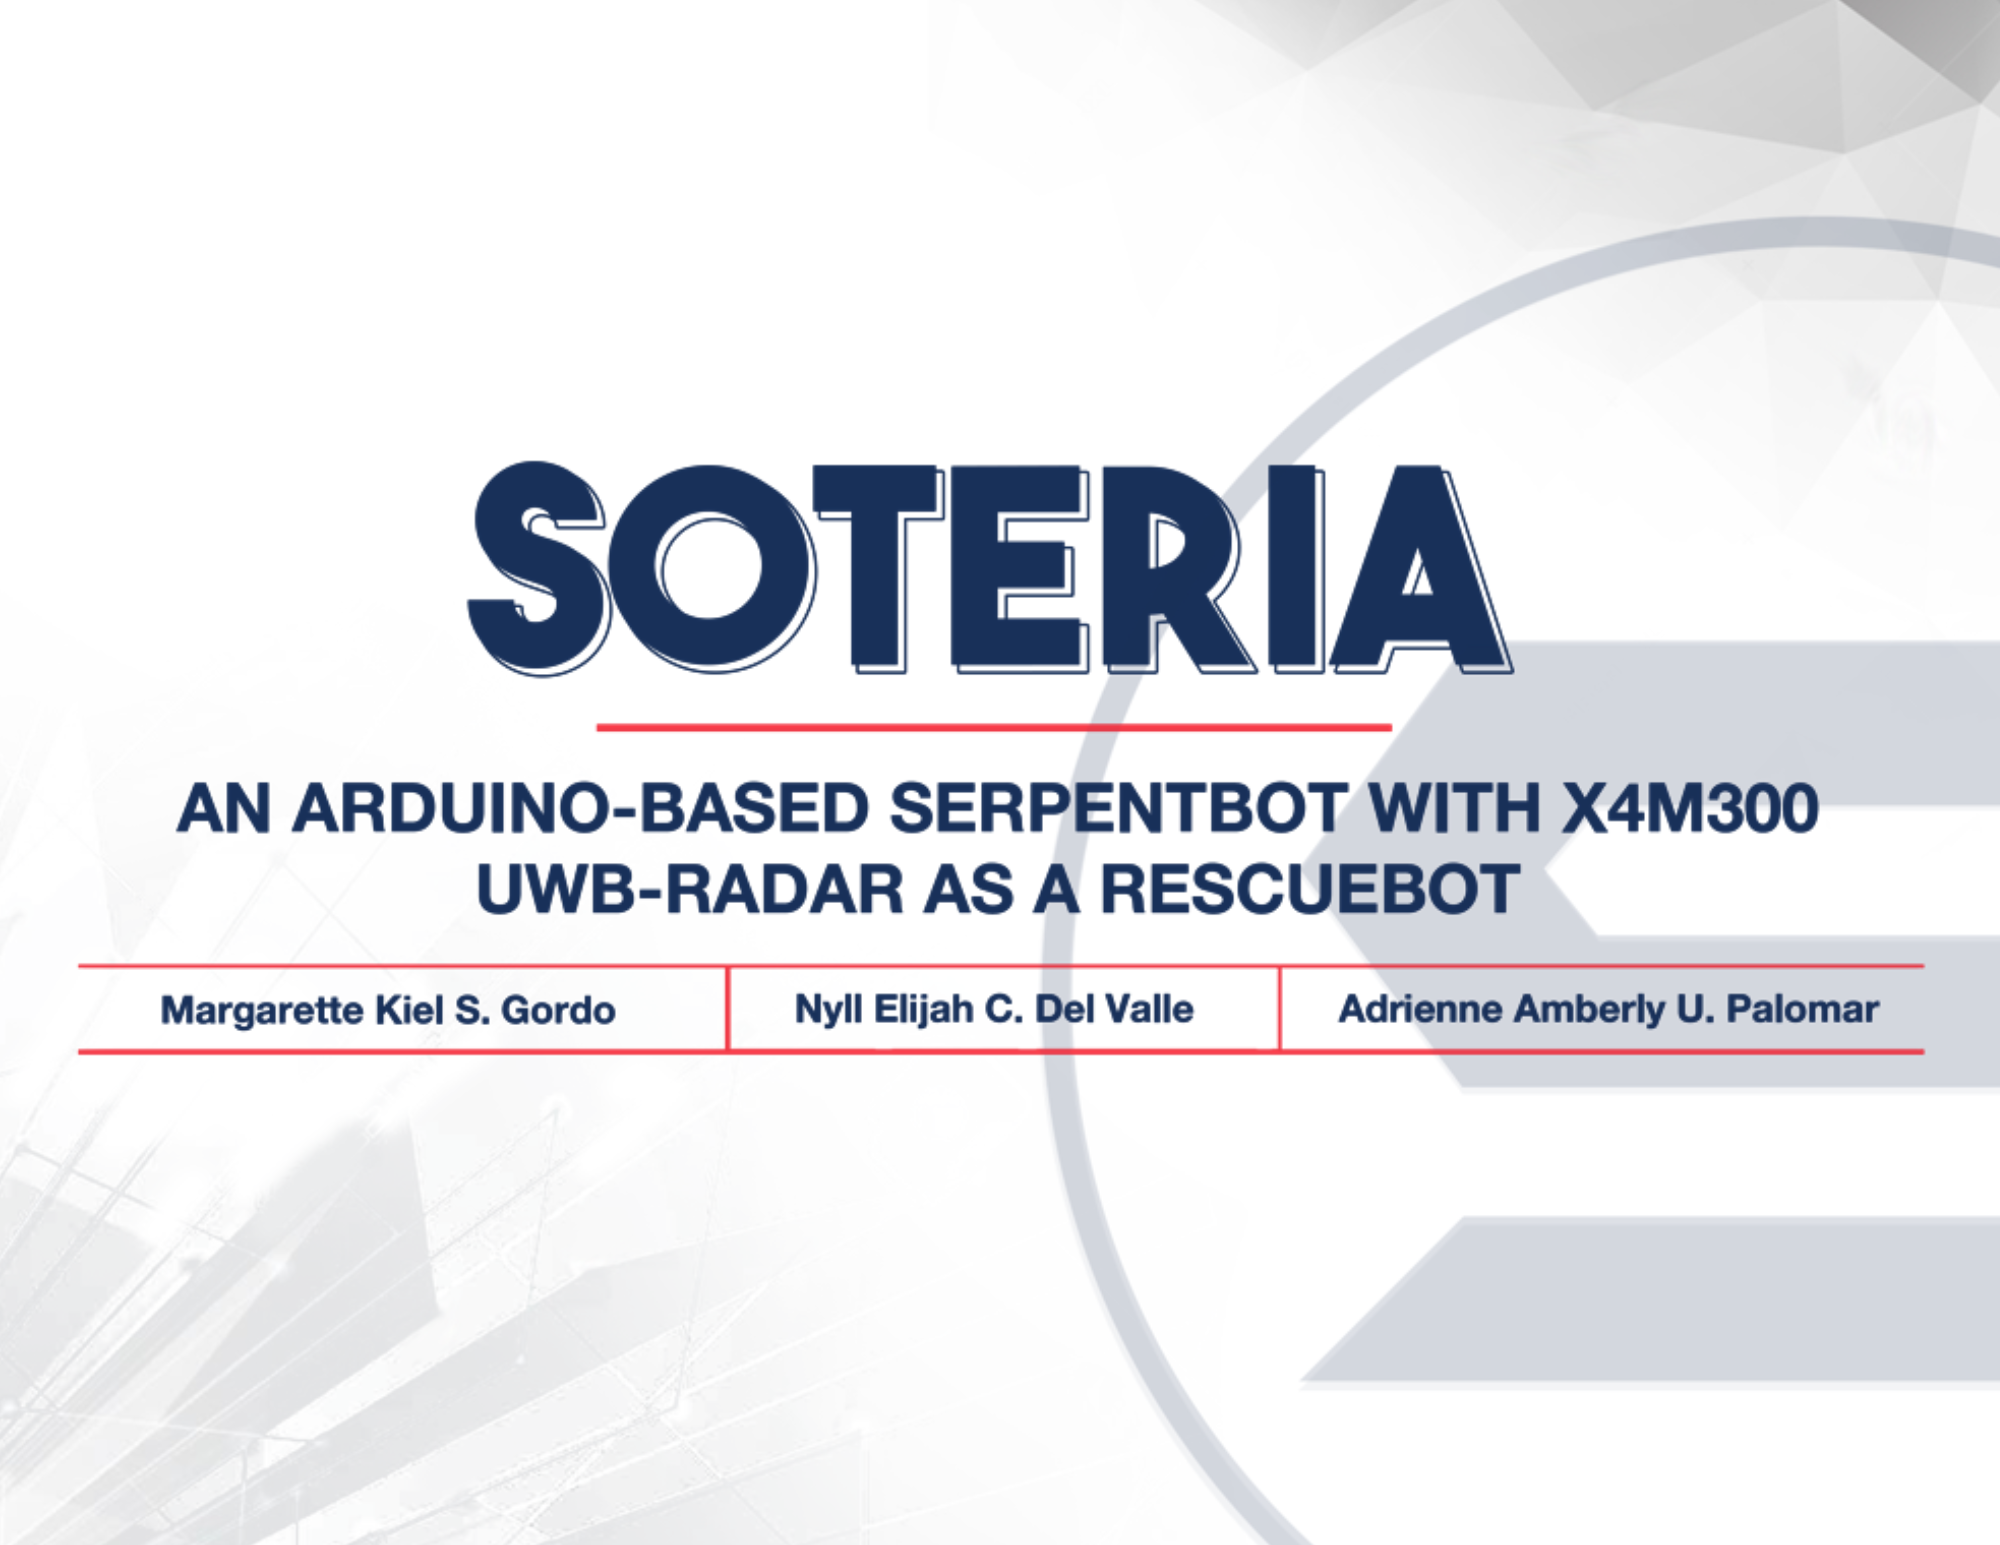 SOTERIA
AN ARDUINO-BASED SERPENTBOT WITH X4M300
UWB-RADAR AS A RESCUEBOT
Margarette Kiel S. Gordo
Nyll Elijah C. Del Valle
Adrienne Amberly U. Palomar